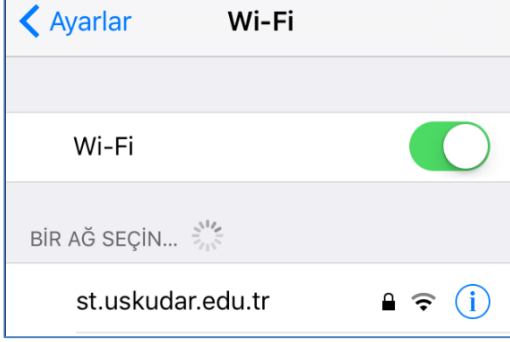 Ayarlar Wi-Fi
Wi-Fi
BİR AĞ SEÇİN...
st.uskudar.edu.tr